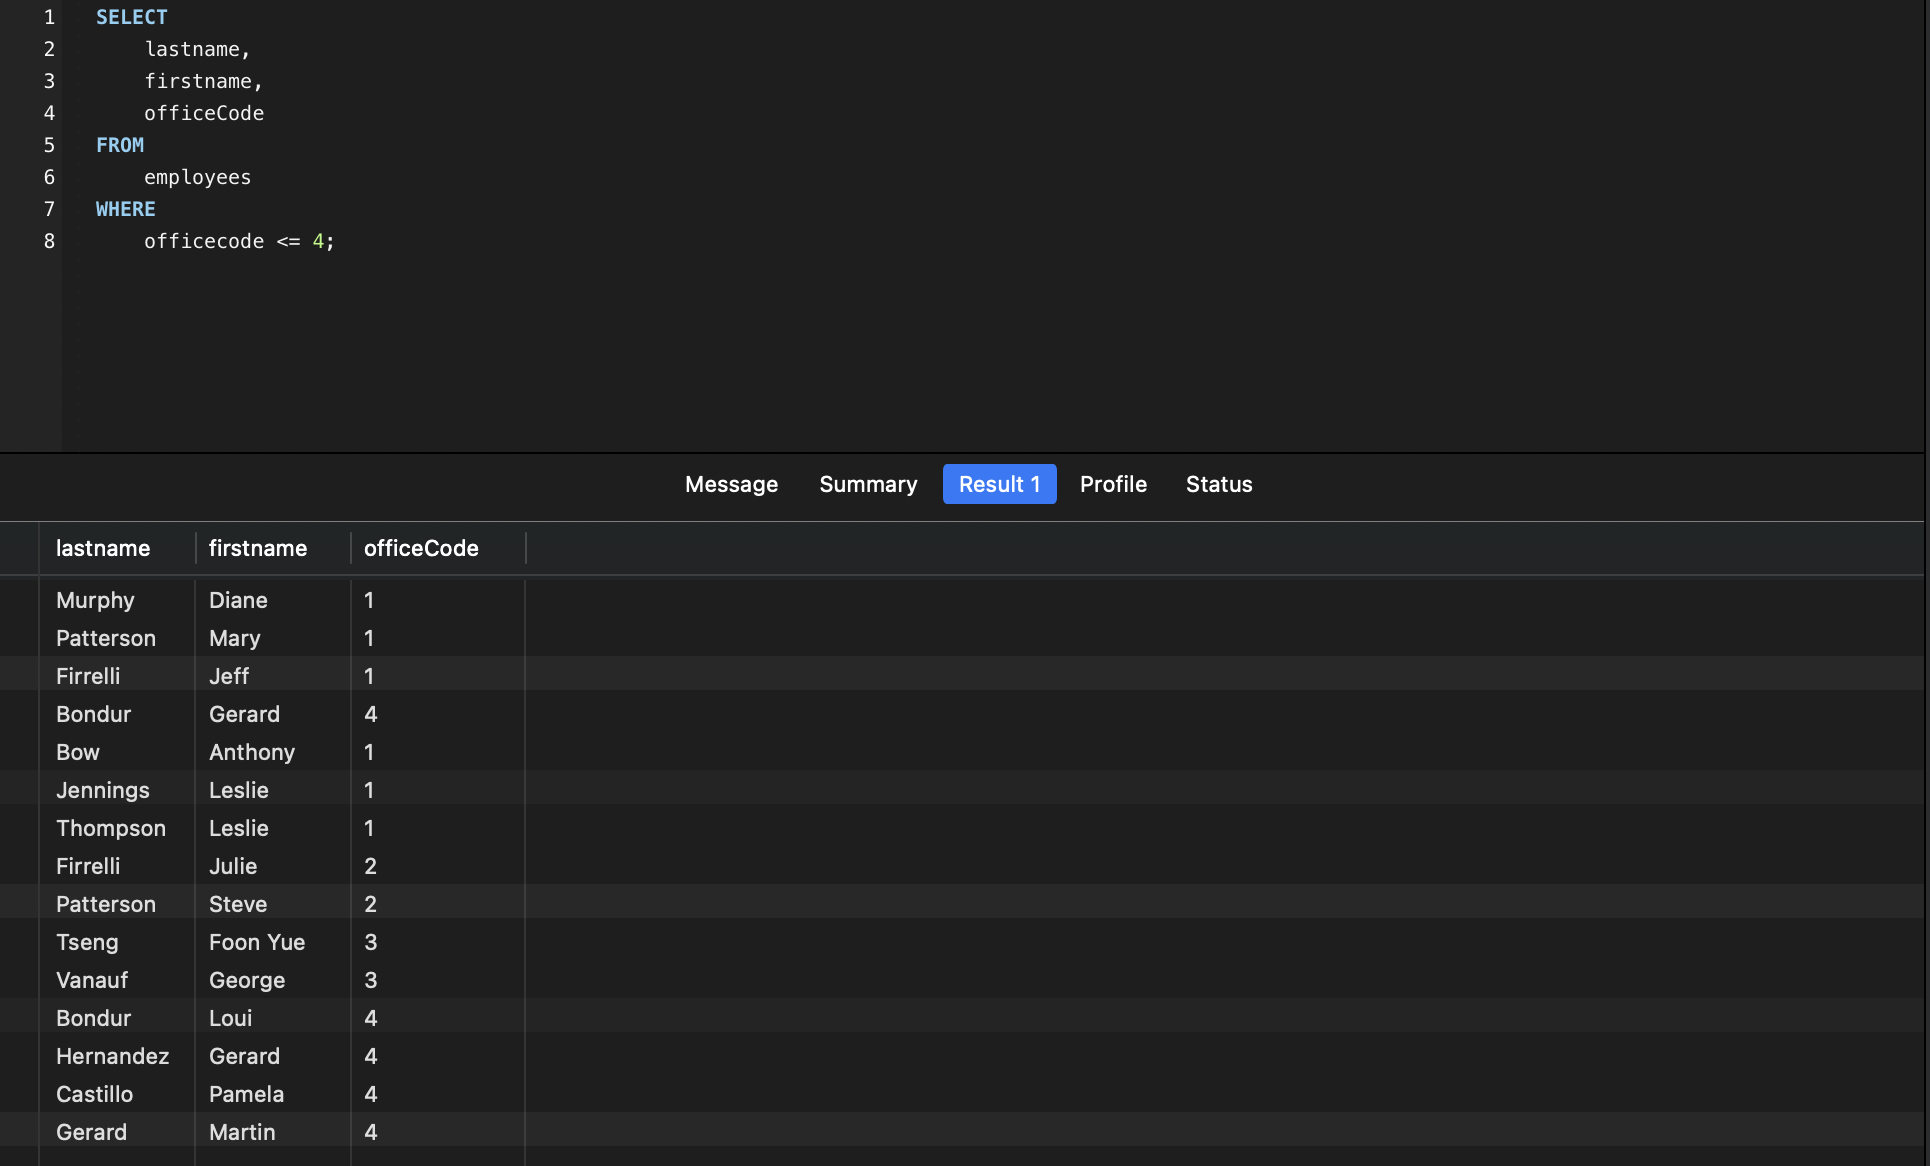 1 SELECT
2 lastname,
3 firstname,
4 officeCode
5 FROM
6 employees
7 WHERE
8 officecode <= 4;
Message Summary Result 1 Profile Status
lastname firstname officeCode
Murphy Diane 1
Patterson Mary 1
Firrelli Jeff 1
Bondur Gerard 4
Bow Anthony 1
Jennings Leslie 1
Thompson Leslie 1
Firrelli Julie 2
Patterson Steve 2
Tseng Foon Yue 3
Vanauf George 3
Bondur Loui 4
Hernandez Gerard 4
Castillo Pamela 4
Gerard Martin 4